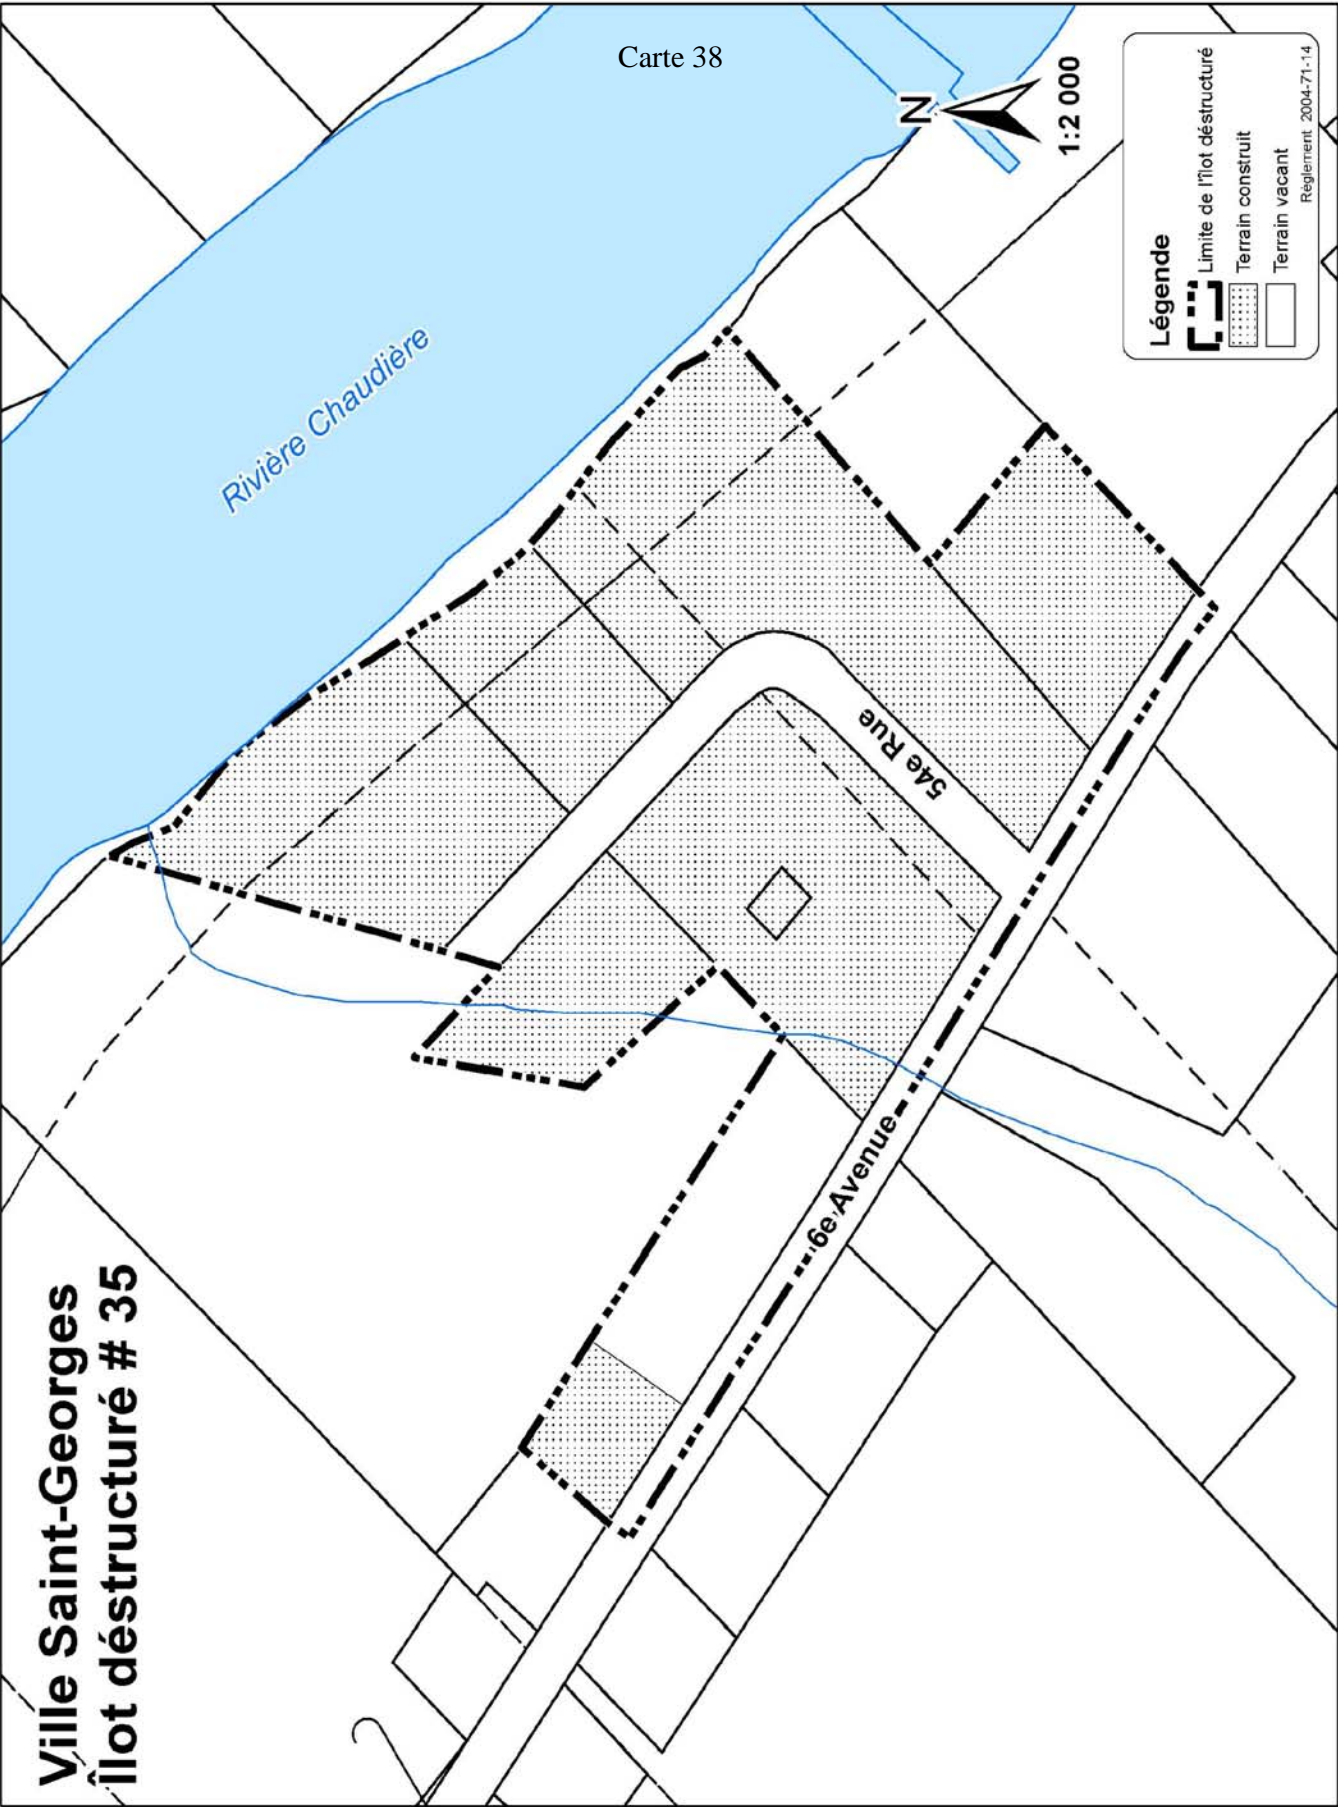 Carte 38
Ville Saint-Georges
Îlot déstructuré # 35
Rivière Chaudière
54e Rue
6e Avenue
N
1:2 000
Légende
Limite de l'îlot déstructuré
Terrain construit
Terrain vacant
Règlement 2004-71-14